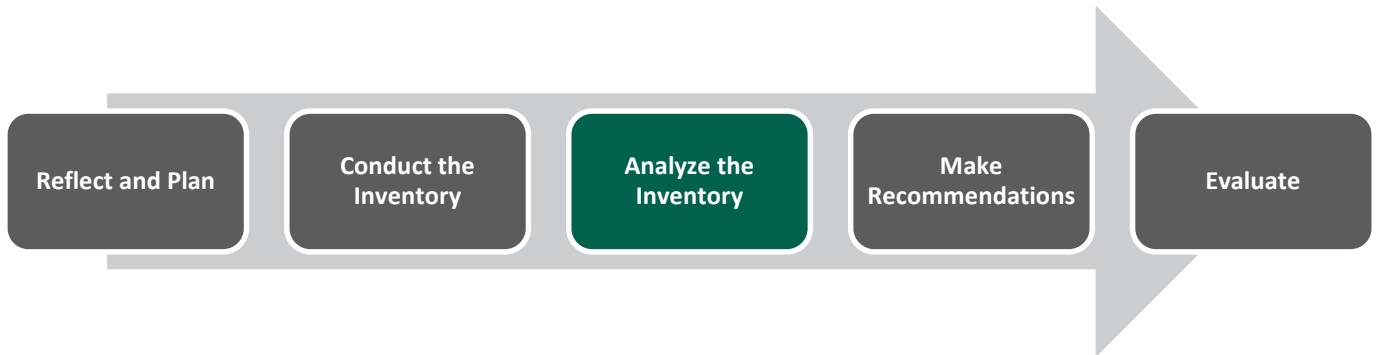 Reflect and Plan
Conduct the
Inventory
Analyze the
Inventory
Make
Recommendations
Evaluate